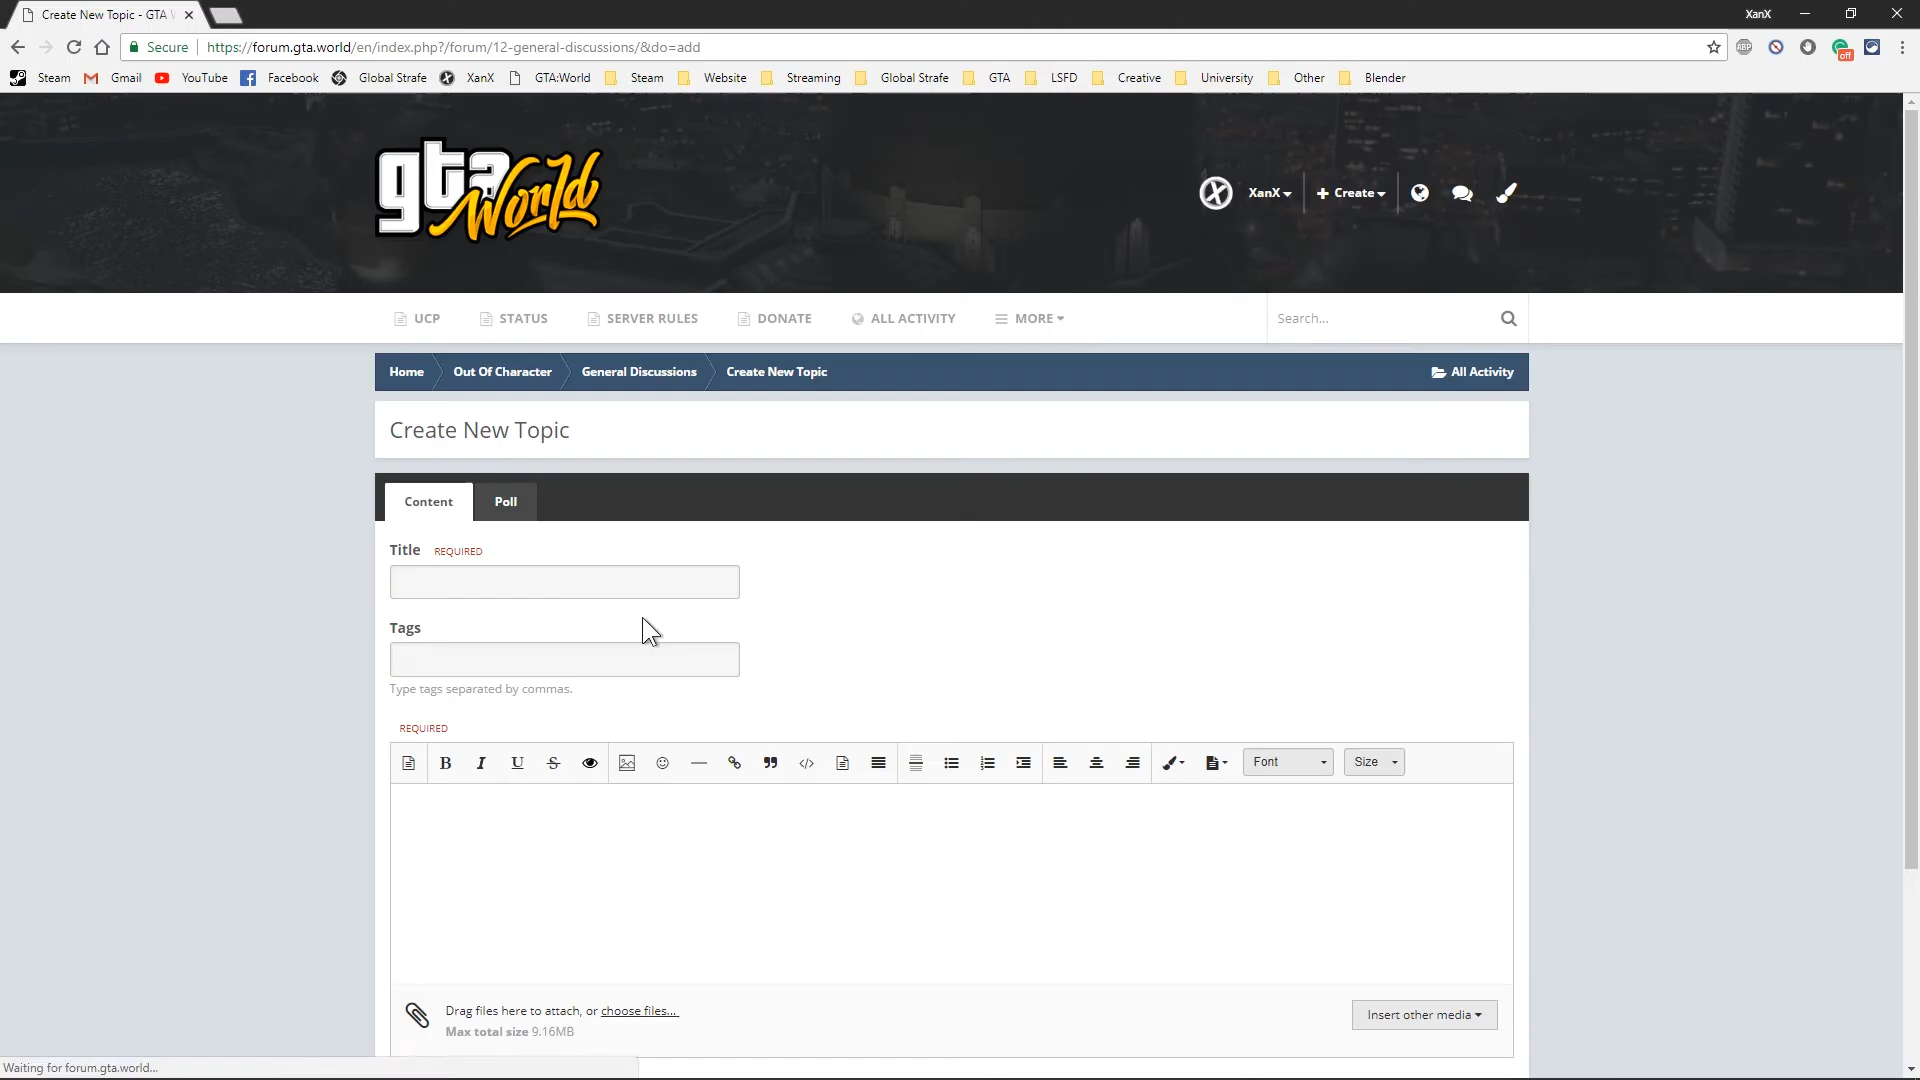 Create New Topic - GTA W
XanX
Secure
https://forum.gta.world/en/index.php?/forum/12-general-discussions/&do=add
ABP
off
Steam
Gmail
YouTube
Facebook
Global Strafe
XanX
GTA:World
Steam
Website
Streaming
Global Strafe
GTA
LSFD
Creative
University
Other
Blender
gta World
XanX
+ Create
UCP
STATUS
SERVER RULES
DONATE
ALL ACTIVITY
MORE
Search...
Home
Out Of Character
General Discussions
Create New Topic
All Activity
Create New Topic
Content
Poll
Title REQUIRED
Tags
Type tags separated by commas.
REQUIRED
B I U S
Font
Size
Drag files here to attach, or choose files...
Max total size 9.16MB
Insert other media
Waiting for forum.gta.world...